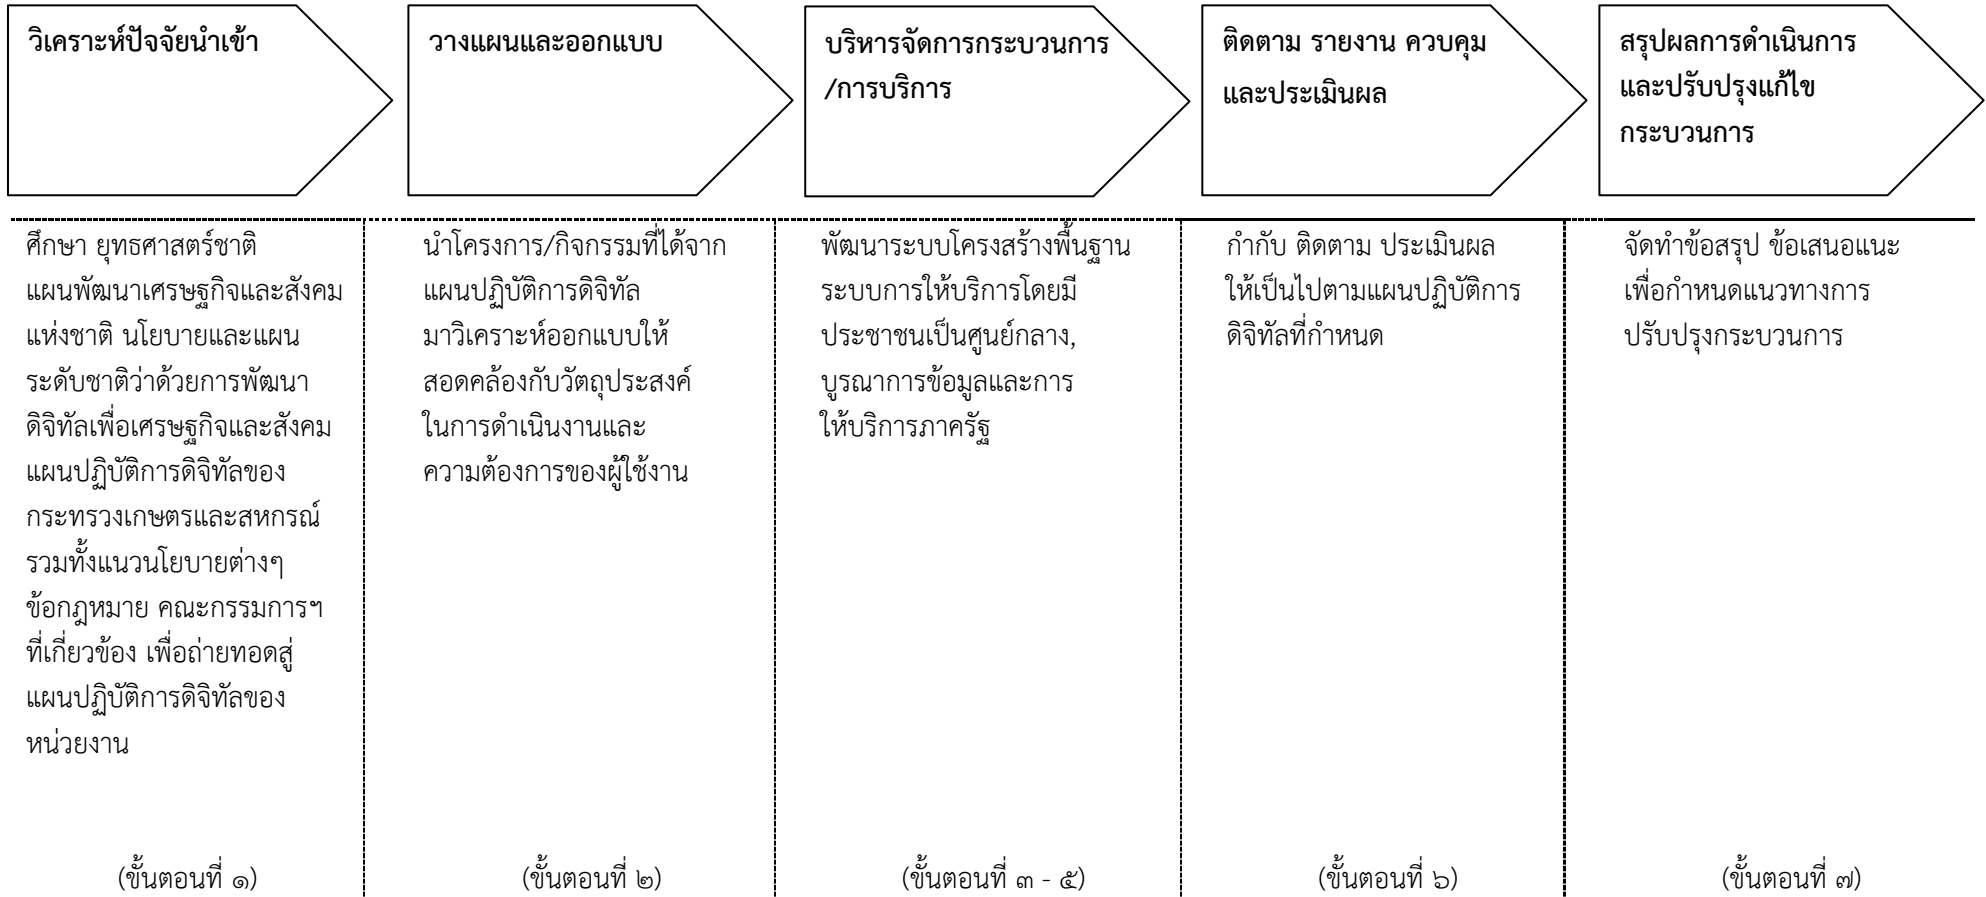 วิเคราะห์ปัจจัยนำเข้า
วางแผนและออกแบบ
บริหารจัดการกระบวนการ
/การบริการ
ติดตาม รายงาน ควบคุม
และประเมินผล
สรุปผลการดำเนินการ
และปรับปรุงแก้ไข
กระบวนการ
ศึกษา ยุทธศาสตร์ชาติ
แผนพัฒนาเศรษฐกิจและสังคม
แห่งชาติ นโยบายและแผน
ระดับชาติว่าด้วยการพัฒนา
ดิจิทัลเพื่อเศรษฐกิจและสังคม
แผนปฏิบัติการดิจิทัลของ
กระทรวงเกษตรและสหกรณ์
รวมทั้งแนวนโยบายต่างๆ
ข้อกฎหมาย คณะกรรมการฯ
ที่เกี่ยวข้อง เพื่อถ่ายทอดสู่
แผนปฏิบัติการดิจิทัลของ
หน่วยงาน
(ขั้นตอนที่ ๑)
นำโครงการ/กิจกรรมที่ได้จาก
แผนปฏิบัติการดิจิทัล
มาวิเคราะห์ออกแบบให้
สอดคล้องกับวัตถุประสงค์
ในการดำเนินงานและ
ความต้องการของผู้ใช้งาน
(ขั้นตอนที่ ๒)
พัฒนาระบบโครงสร้างพื้นฐาน
ระบบการให้บริการโดยมี
ประชาชนเป็นศูนย์กลาง,
บูรณาการข้อมูลและการ
ให้บริการภาครัฐ
(ขั้นตอนที่ ๓ - ๕)
กำกับ ติดตาม ประเมินผล
ให้เป็นไปตามแผนปฏิบัติการ
ดิจิทัลที่กำหนด
(ขั้นตอนที่ ๖)
จัดทำข้อสรุป ข้อเสนอแนะ
เพื่อกำหนดแนวทางการ
ปรับปรุงกระบวนการ
(ขั้นตอนที่ ๗)